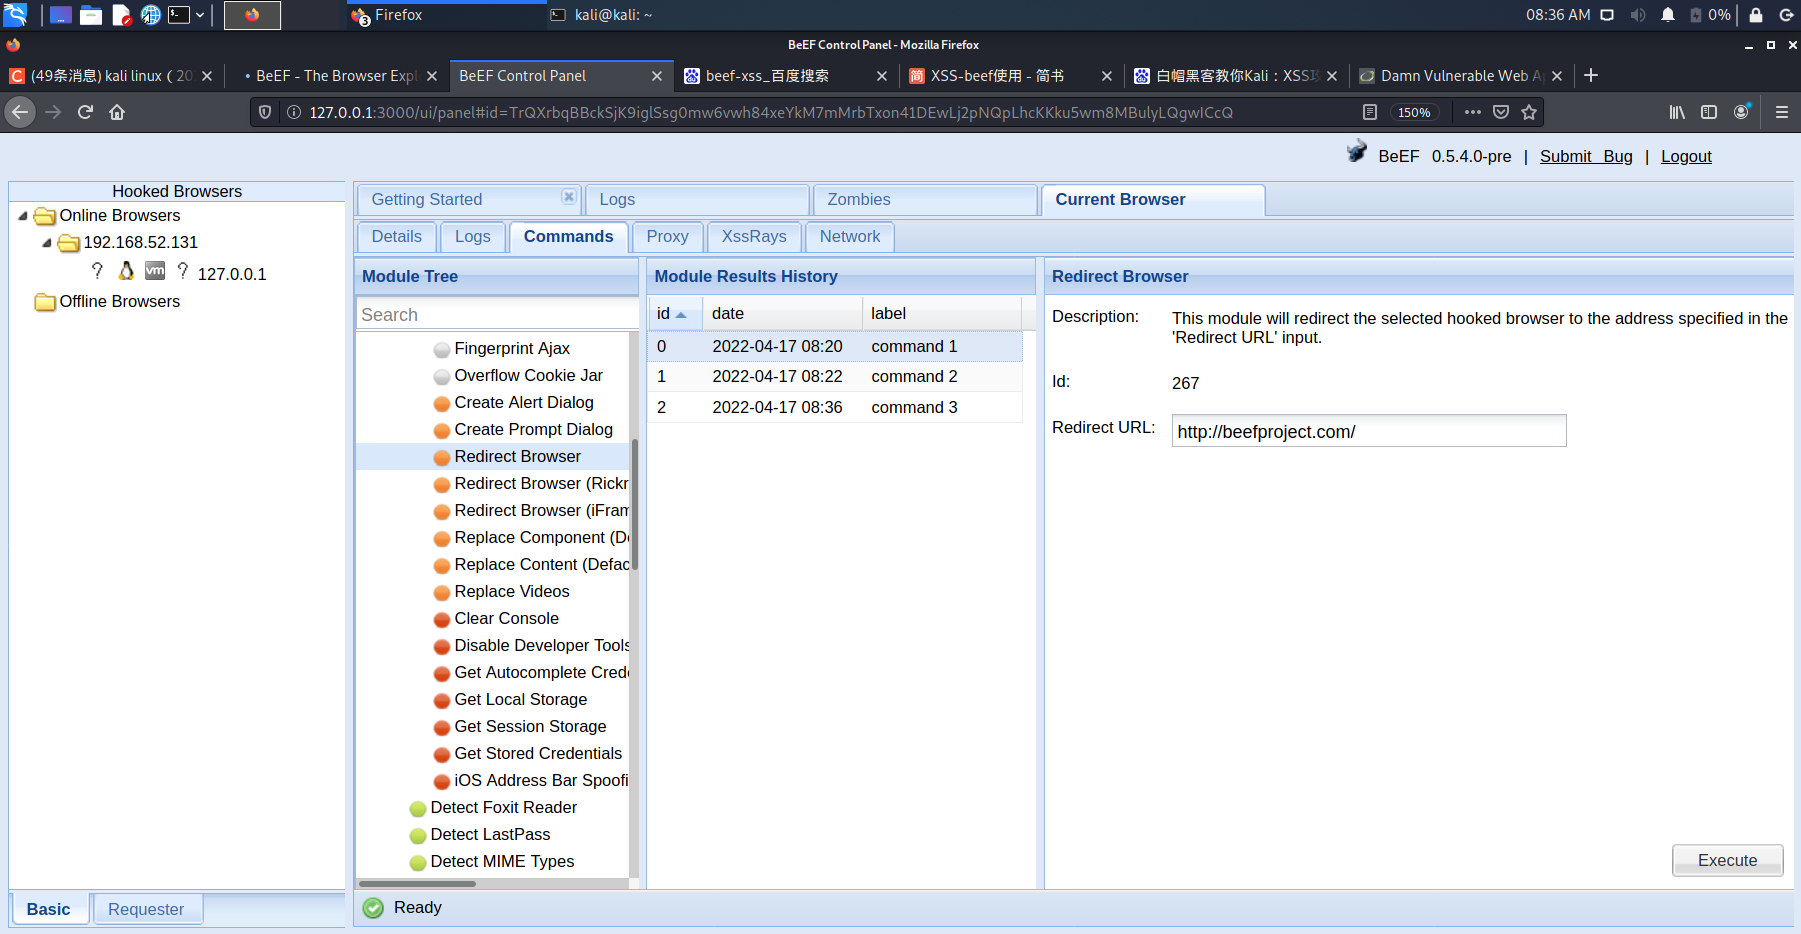 Firefox
3
kali@kali: ~
08:36 AM
0%
BeEF Control Panel - Mozilla Firefox
(49条消息) kali linux（20
BeEF - The Browser Expl
BeEF Control Panel
beef-xss_百度搜索
XSS-beef使用 - 简书
白帽黑客教你Kali：XSS攻
Damn Vulnerable Web A
127.0.0.1:3000/ui/panel#id=TrQXrbqBBckSjK9iglSsg0mw6vwh84xeYkM7mMrbTxon41DEwLj2pNQpLhcKKku5wm8MBulyLQgwICcQ
150%
BeEF 0.5.4.0-pre | Submit Bug | Logout
Hooked Browsers
Online Browsers
192.168.52.131
? vm ? 127.0.0.1
Offline Browsers
Basic
Requester
Getting Started
Logs
Zombies
Current Browser
Details
Logs
Commands
Proxy
XssRays
Network
Module Tree
Search
Fingerprint Ajax
Overflow Cookie Jar
Create Alert Dialog
Create Prompt Dialog
Redirect Browser
Redirect Browser (Rickr
Redirect Browser (iFram
Replace Component (De
Replace Content (Defac
Replace Videos
Clear Console
Disable Developer Tools
Get Autocomplete Crede
Get Local Storage
Get Session Storage
Get Stored Credentials
iOS Address Bar Spoofi
Detect Foxit Reader
Detect LastPass
Detect MIME Types
Module Results History
id date label
0 2022-04-17 08:20 command 1
1 2022-04-17 08:22 command 2
2 2022-04-17 08:36 command 3
Redirect Browser
Description: This module will redirect the selected hooked browser to the address specified in the
'Redirect URL' input.
Id: 267
Redirect URL: http://beefproject.com/
Execute
Ready